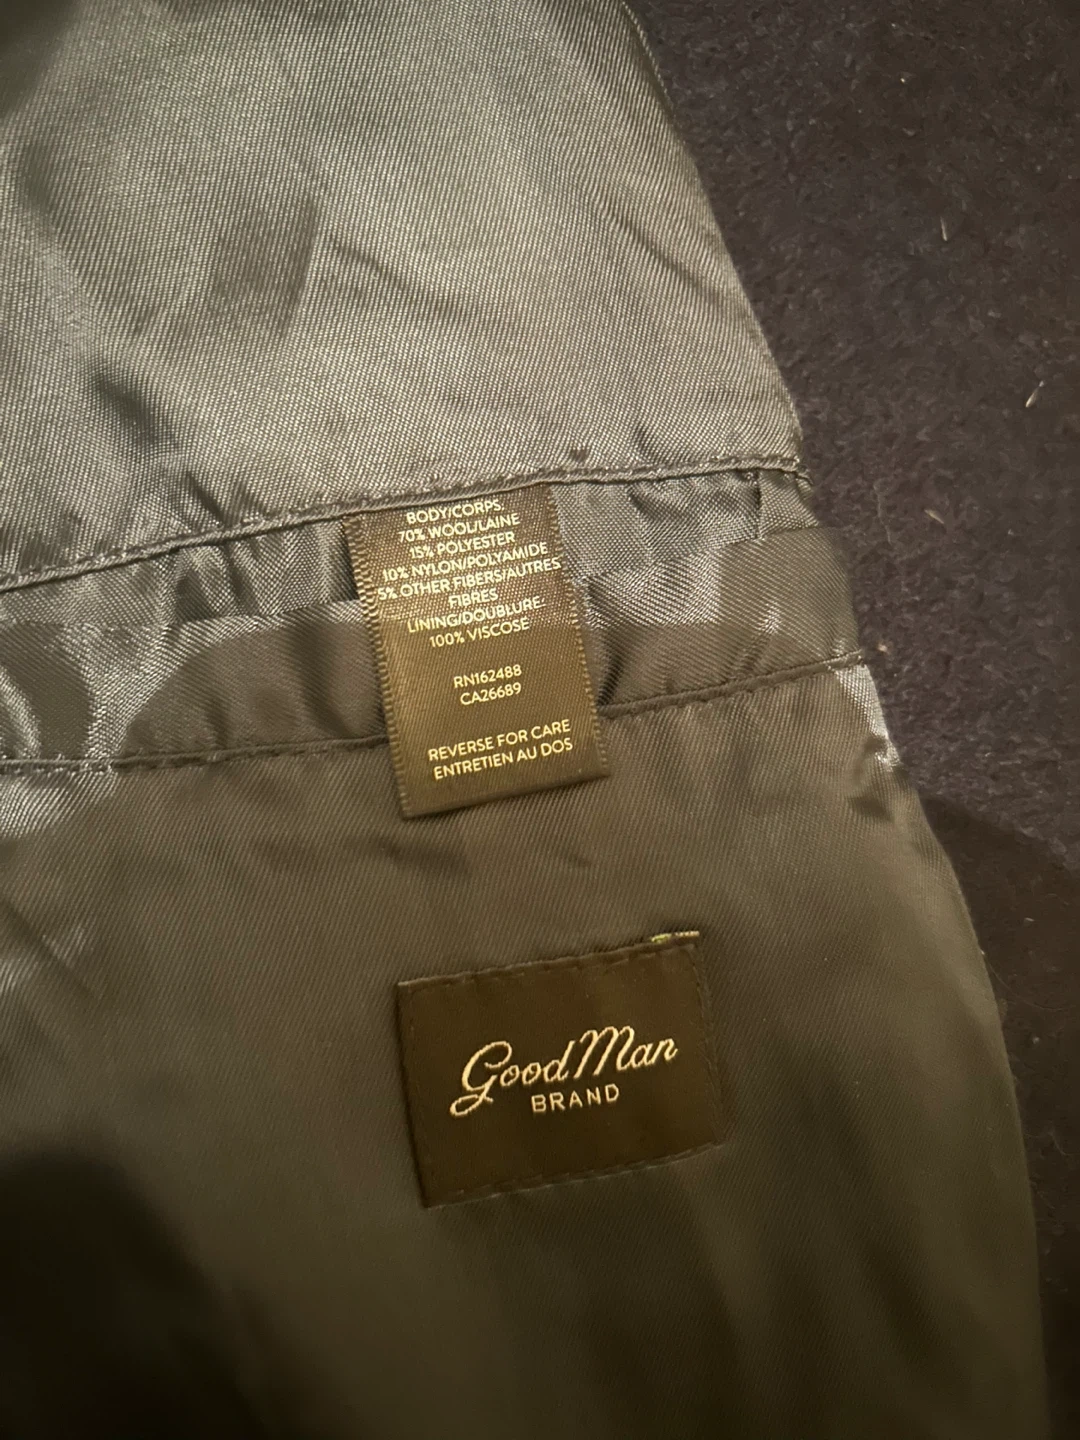 BODY/CORPS:
70% WOOL/LAINE
15% POLYESTER
10% NYLON/POLYAMIDE
5% OTHER FIBERS/AUTRES
FIBRES
LINING/DOUBLURE:
100% VISCOSE
RN162488
CA26689
REVERSE FOR CARE
ENTRETIEN AU DOS
Good Man
BRAND